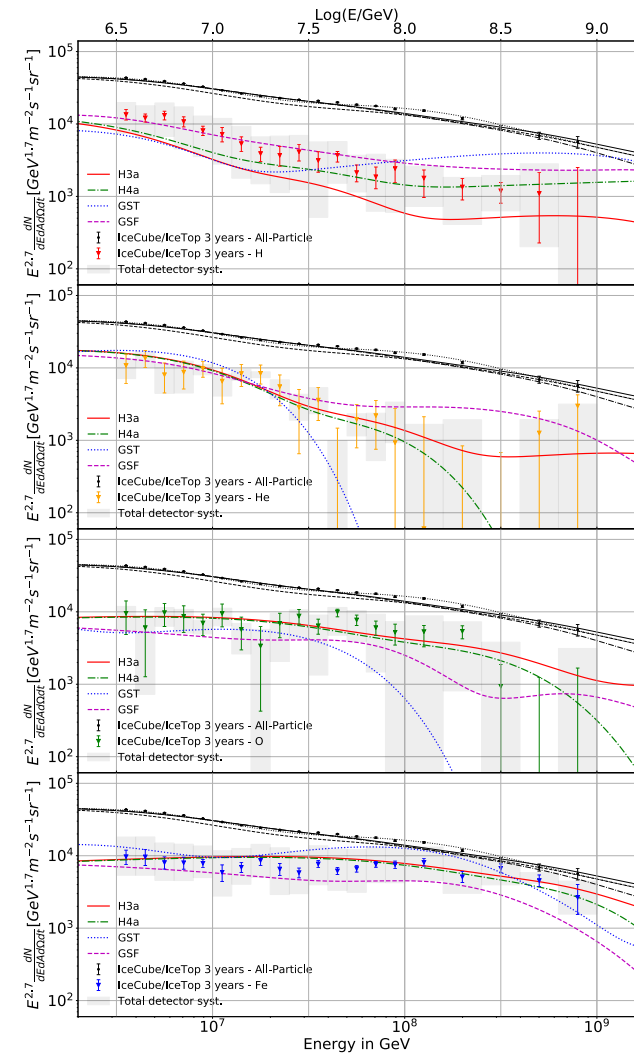 Log(E/GeV)
6.5 7.0 7.5 8.0 8.5 9.0
10^5
10^4
10^3
10^2
E^2.7 dN/dEdAdΩdt [GeV^1.7 m^−2 s^−1 sr^−1]
H3a
H4a
GST
GSF
IceCube/IceTop 3 years - All-Particle
IceCube/IceTop 3 years - H
Total detector syst.
10^5
10^4
10^3
10^2
E^2.7 dN/dEdAdΩdt [GeV^1.7 m^−2 s^−1 sr^−1]
H3a
H4a
GST
GSF
IceCube/IceTop 3 years - All-Particle
IceCube/IceTop 3 years - He
Total detector syst.
10^5
10^4
10^3
10^2
E^2.7 dN/dEdAdΩdt [GeV^1.7 m^−2 s^−1 sr^−1]
H3a
H4a
GST
GSF
IceCube/IceTop 3 years - All-Particle
IceCube/IceTop 3 years - O
Total detector syst.
10^5
10^4
10^3
10^2
E^2.7 dN/dEdAdΩdt [GeV^1.7 m^−2 s^−1 sr^−1]
H3a
H4a
GST
GSF
IceCube/IceTop 3 years - All-Particle
IceCube/IceTop 3 years - Fe
Total detector syst.
10^7 10^8 10^9
Energy in GeV